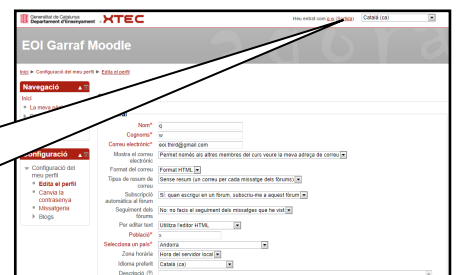 Generalitat de Catalunya
Departament d'Ensenyament
XTEC
Heu entrat com q w (Sortida)
Català (ca)
EOI Garraf
Moodle
Inici ► Configuració del meu perfil ► Edita el perfil
Navegació
Inici
La meva
Nom* q
Cognoms* w
Correu electrònic* eoi.third@gmail.com
Mostra el correu electrònic Permet només als altres membres del curs veure la meva adreça de correu
Format del correu Format HTML
Tipus de resum de correu Sense resum (un correu per cada missatge dels fòrums)
Subscripció automàtica al fòrum Sí: quan escrigui en un fòrum, subscriu-me a aquest fòrum
Seguiment dels fòrums No: no facis el seguiment dels missatges que he vist
Per editar text Utilitza l'editor HTML
Població* s
Selecciona un país* Andorra
Zona horària Hora del servidor local
Idioma preferit Català (ca)
Descripció
Configuració
Configuració del meu perfil
Edita el perfil
Canvia la contrasenya
Missatgeria
Blogs